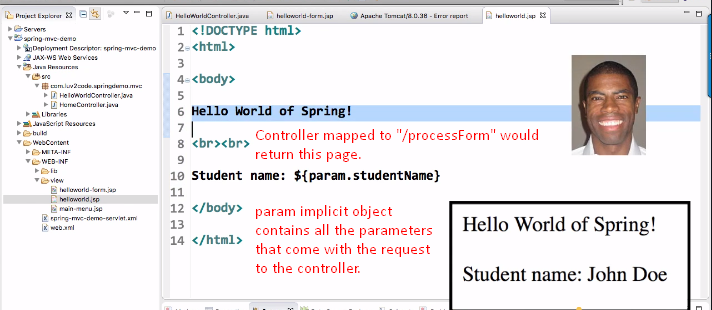 Project Explorer
Servers
spring-mvc-demo
Deployment Descriptor: spring-mvc-demo
JAX-WS Web Services
Java Resources
src
com.luv2code.springdemo.mvc
HelloWorldController.java
HomeController.java
Libraries
JavaScript Resources
build
WebContent
META-INF
WEB-INF
lib
view
helloworld-form.jsp
helloworld.jsp
main-menu.jsp
spring-mvc-demo-servlet.xml
web.xml
HelloWorldController.java helloworld-form.jsp Apache Tomcat/8.0.36 - Error report helloworld.jsp
1 <!DOCTYPE html>
2 <html>
3
4 <body>
5
6 Hello World of Spring!
7
8 <br><br>
9
10 Student name: ${param.studentName}
11
12 </body>
13
14 </html>
Controller mapped to "/processForm" would
return this page.
param implicit object
contains all the parameters
that come with the request
to the controller.
Hello World of Spring!
Student name: John Doe